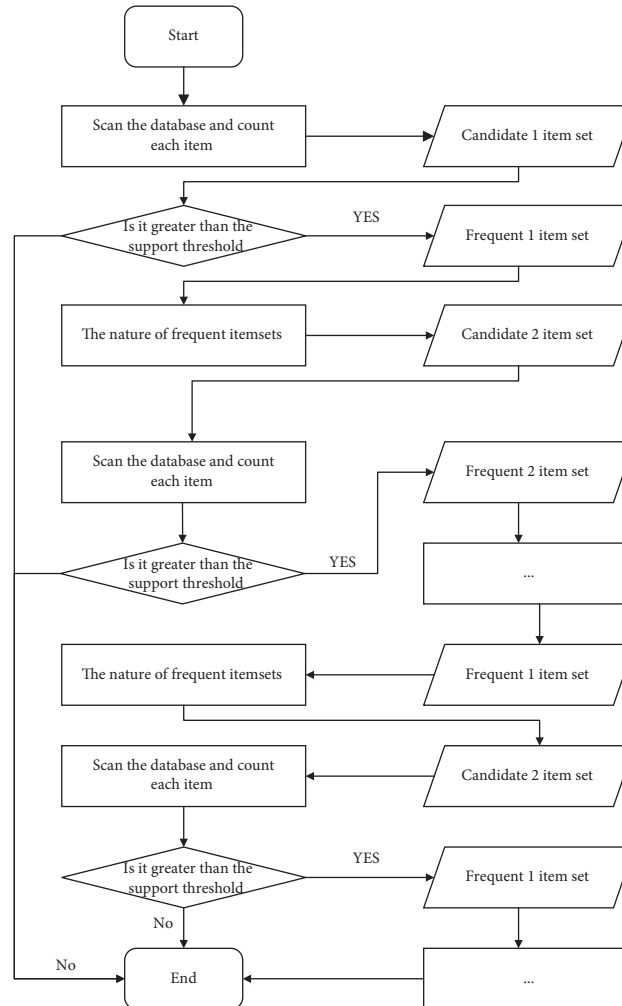 Start
Scan the database and count
each item
Candidate 1 item set
Is it greater than the
support threshold
YES
Frequent 1 item set
The nature of frequent itemsets
Candidate 2 item set
Scan the database and count
each item
Frequent 2 item set
Is it greater than the
support threshold
YES
...
The nature of frequent itemsets
Frequent 1 item set
Scan the database and count
each item
Candidate 2 item set
Is it greater than the
support threshold
YES
Frequent 1 item set
No
No
End
...